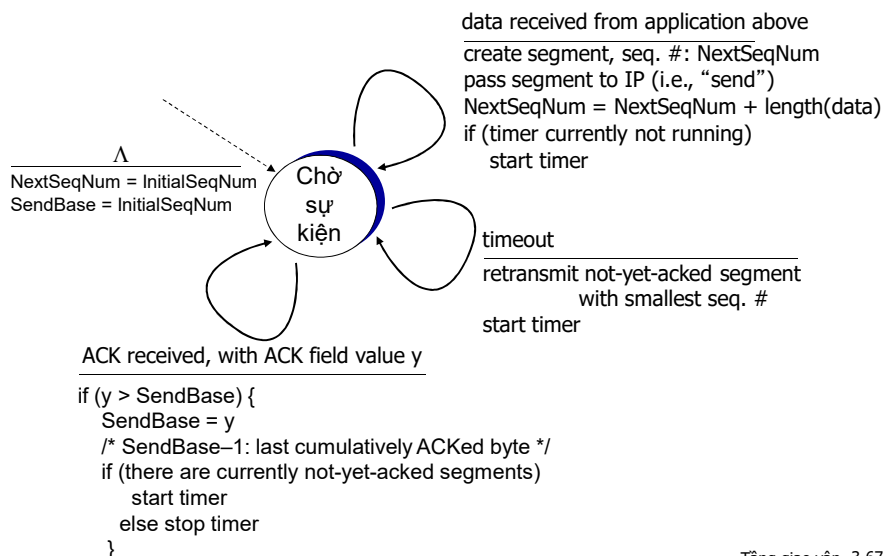 data received from application above
create segment, seq. #: NextSeqNum
pass segment to IP (i.e., “send”)
NextSeqNum = NextSeqNum + length(data)
if (timer currently not running)
start timer
Λ
NextSeqNum = InitialSeqNum
SendBase = InitialSeqNum
Chờ
sự
kiện
timeout
retransmit not-yet-acked segment
with smallest seq. #
start timer
ACK received, with ACK field value y
if (y > SendBase) {
SendBase = y
/* SendBase–1: last cumulatively ACKed byte */
if (there are currently not-yet-acked segments)
start timer
else stop timer
}
3-67